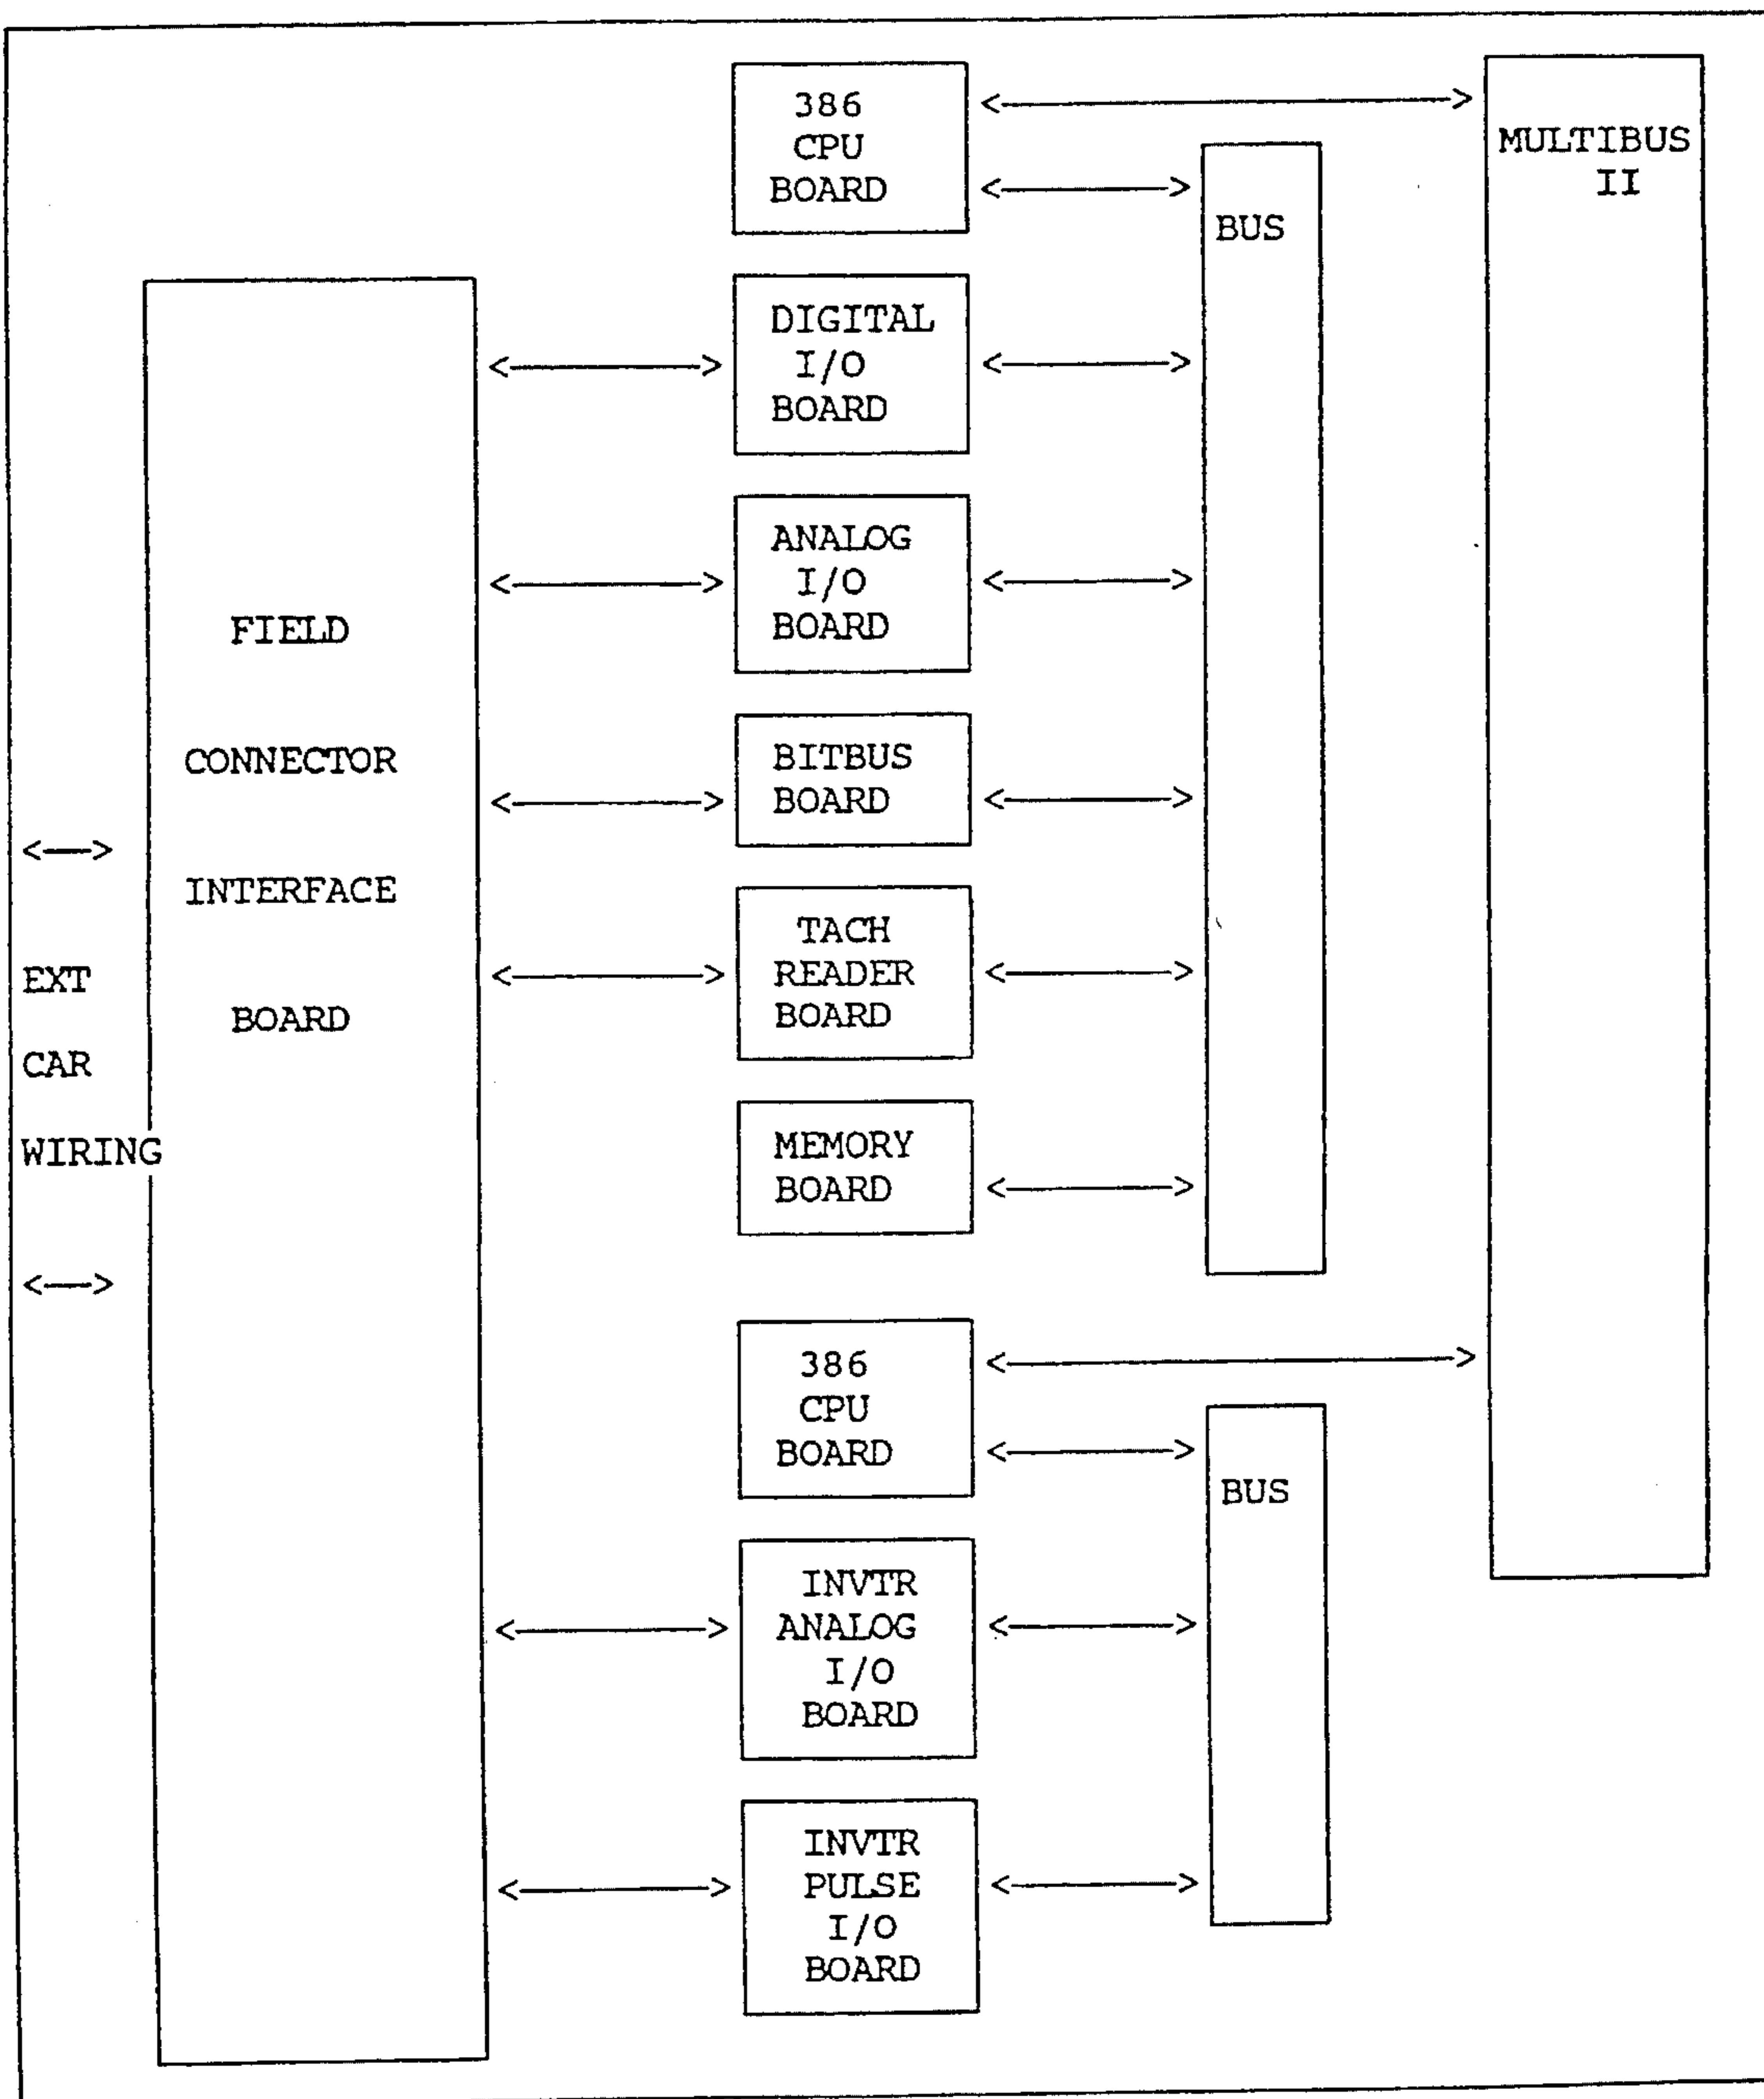 386
CPU
BOARD
MULTIBUS
II
BUS
DIGITAL
I/O
BOARD
ANALOG
I/O
BOARD
FIELD
CONNECTOR
INTERFACE
BOARD
BITBUS
BOARD
EXT
CAR
WIRING
TACH
READER
BOARD
MEMORY
BOARD
386
CPU
BOARD
BUS
INVTR
ANALOG
I/O
BOARD
INVTR
PULSE
I/O
BOARD